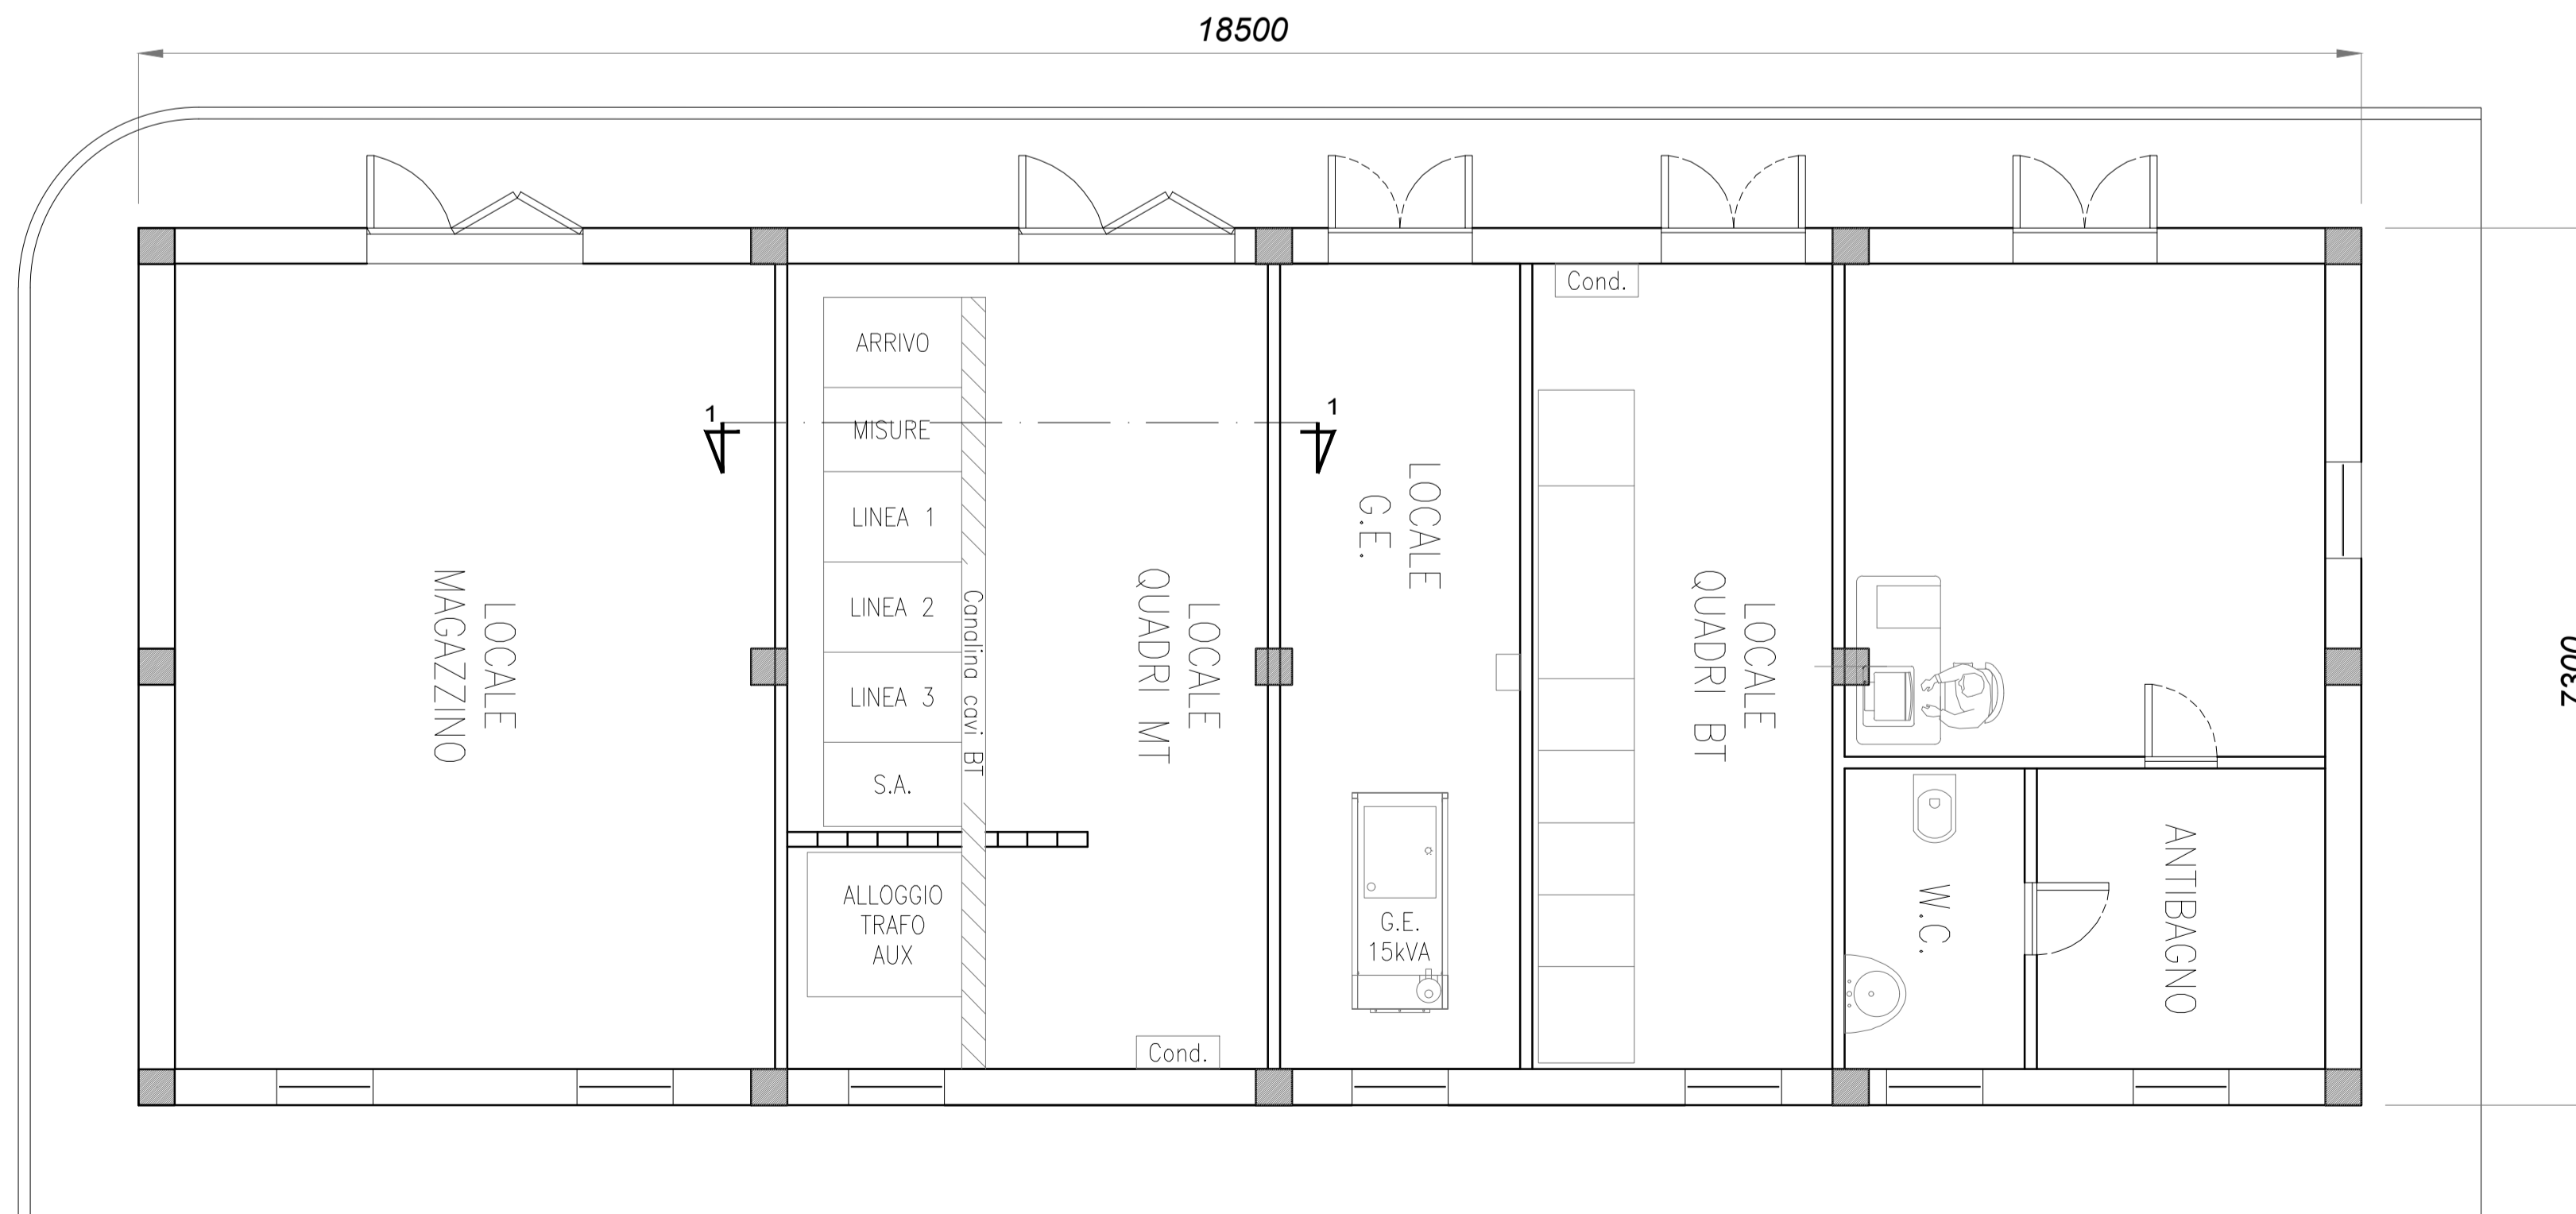 18500
Cond.
ARRIVO
1
1
MISURE
LOCALE
G.E.
LINEA 1
LINEA 2
LINEA 3
S.A.
Canalina cavi BT
LOCALE
MAGAZZINO
LOCALE
QUADRI MT
LOCALE
QUADRI BT
7300
ALLOGGIO
TRAFO
AUX
G.E.
15kVA
W.C.
ANTIBAGNO
Cond.